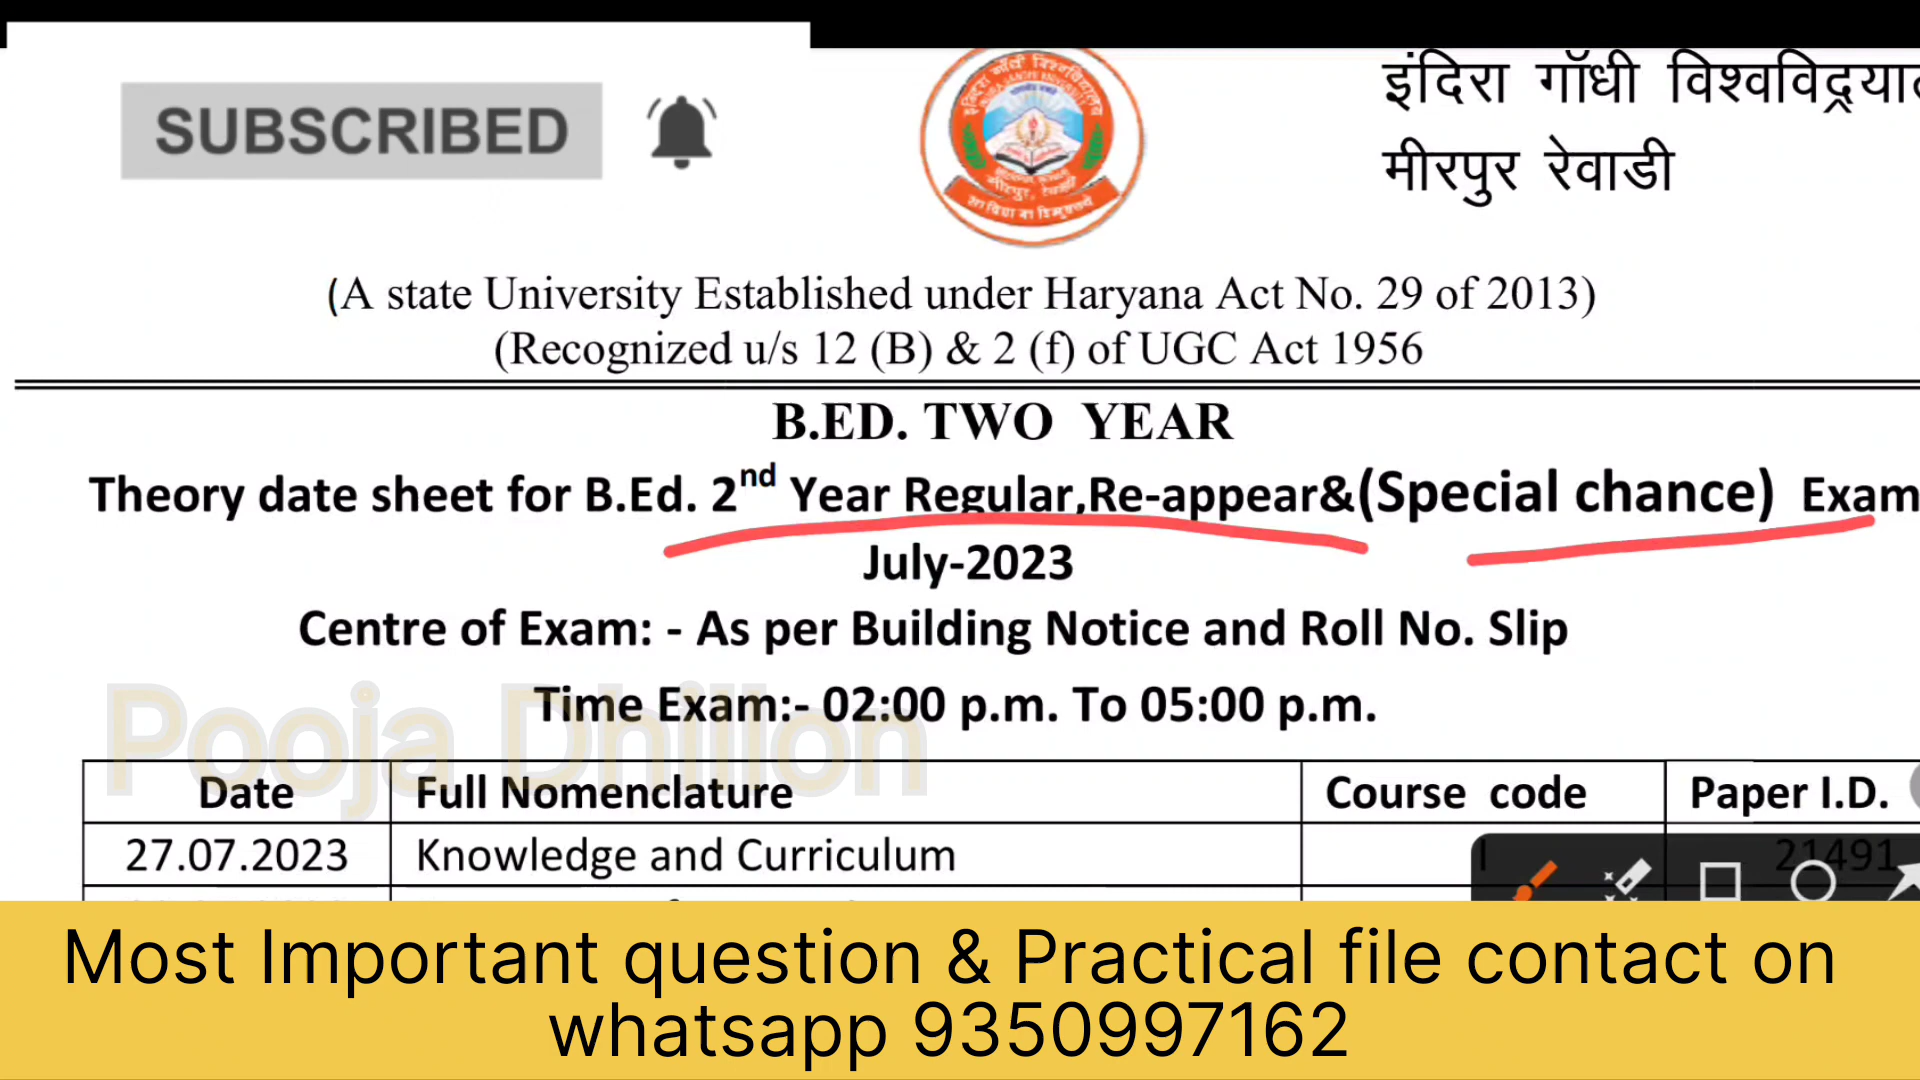 SUBSCRIBED
इंदिरा गॉधी
मीरपुर रेवाडी
(A state University Established under Haryana Act No. 29 of 2013)
(Recognized u/s 12 (B) & 2 (f) of UGC Act 1956
B.ED. TWO YEAR
Theory date sheet for B.Ed. 2nd Year Regular,Re-appear&(Special chance) Exam
July-2023
Centre of Exam: - As per Building Notice and Roll No. Slip
Time Exam:- 02:00 p.m. To 05:00 p.m.
Pooja Dhillon
Date Full Nomenclature Course code Paper I.D.
27.07.2023 Knowledge and Curriculum I 21491
Most Important question & Practical file contact on
whatsapp 9350997162